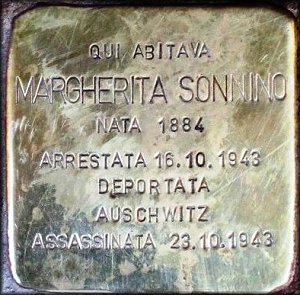 QUI ABITAVA
MARGHERITA SONNINO
NATA 1884
ARRESTATA 16.10.1943
DEPORTATA
AUSCHWITZ
ASSASSINATA 23.10.1943